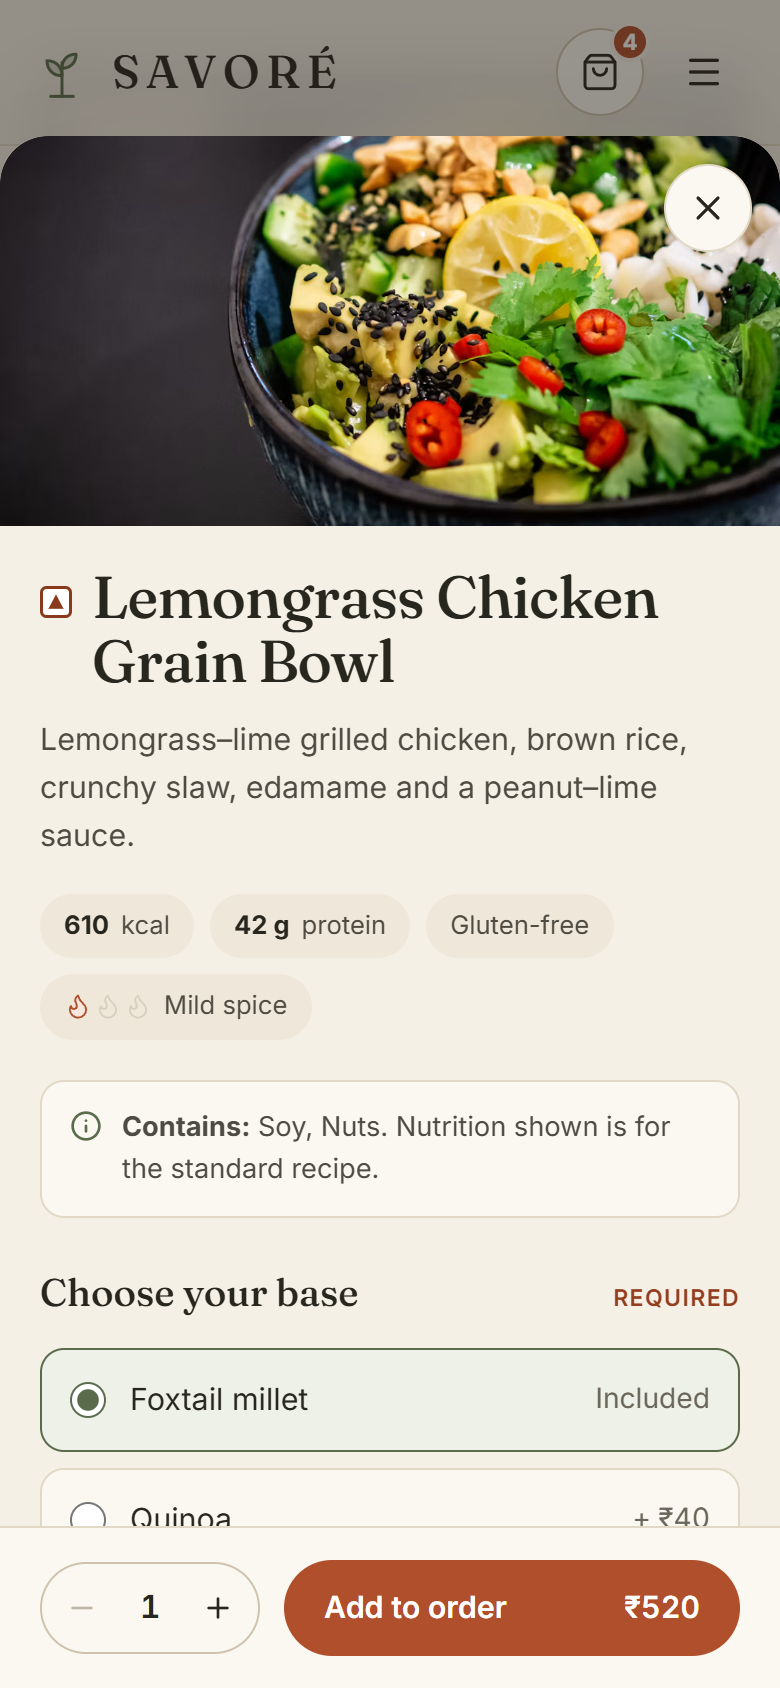 SAVORÉ
4
Lemongrass Chicken
Grain Bowl
Lemongrass–lime grilled chicken, brown rice,
crunchy slaw, edamame and a peanut–lime
sauce.
610 kcal
42 g protein
Gluten-free
Mild spice
Contains: Soy, Nuts. Nutrition shown is for
the standard recipe.
Choose your base
REQUIRED
Foxtail millet
Included
Quinoa
+ ₹40
1
Add to order
₹520